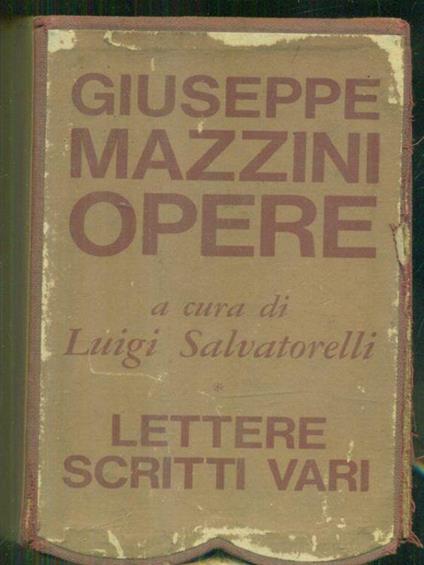 GIUSEPPE
MAZZINI
OPERE
a cura di
Luigi Salvatorelli
*
LETTERE
SCRITTI VARI